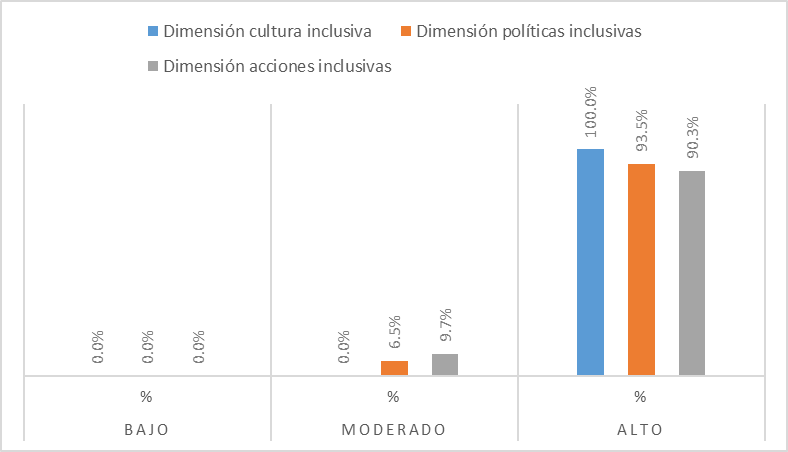 Dimensión cultura inclusiva
Dimensión políticas inclusivas
Dimensión acciones inclusivas
0.0%
0.0%
0.0%
0.0%
6.5%
9.7%
100.0%
93.5%
90.3%
%
%
%
BAJO
MODERADO
ALTO